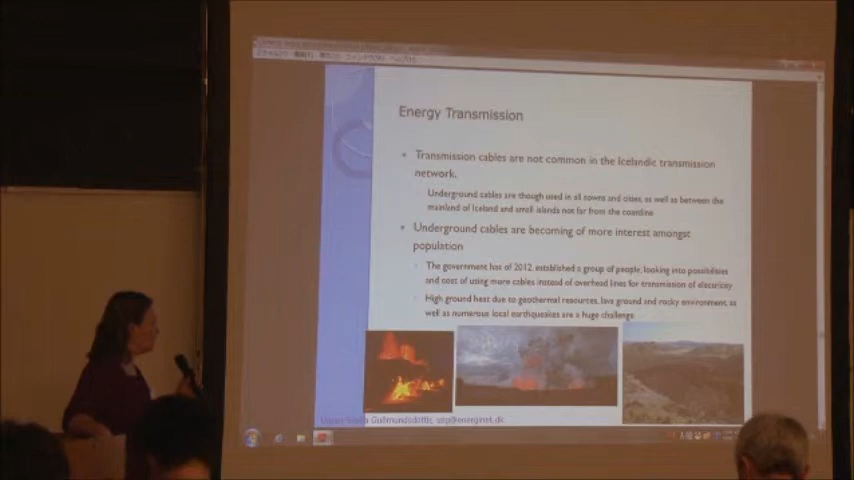 Energy Transmission
Transmission cables are not common in the Icelandic transmission
network.
Underground cables are though used in all towns and cities, as well as between the
mainland of Iceland and small islands not far from the coastline
Underground cables are becoming of more interest amongst
population
The government has of 2012, established a group of people, looking into possibilities
and cost of using more cables instead of overhead lines for transmission of electricity
High ground heat due to geothermal resources, lava ground and rocky environment, as
well as numerous local earthquakes are a huge challenge
Guðmundsdóttir,